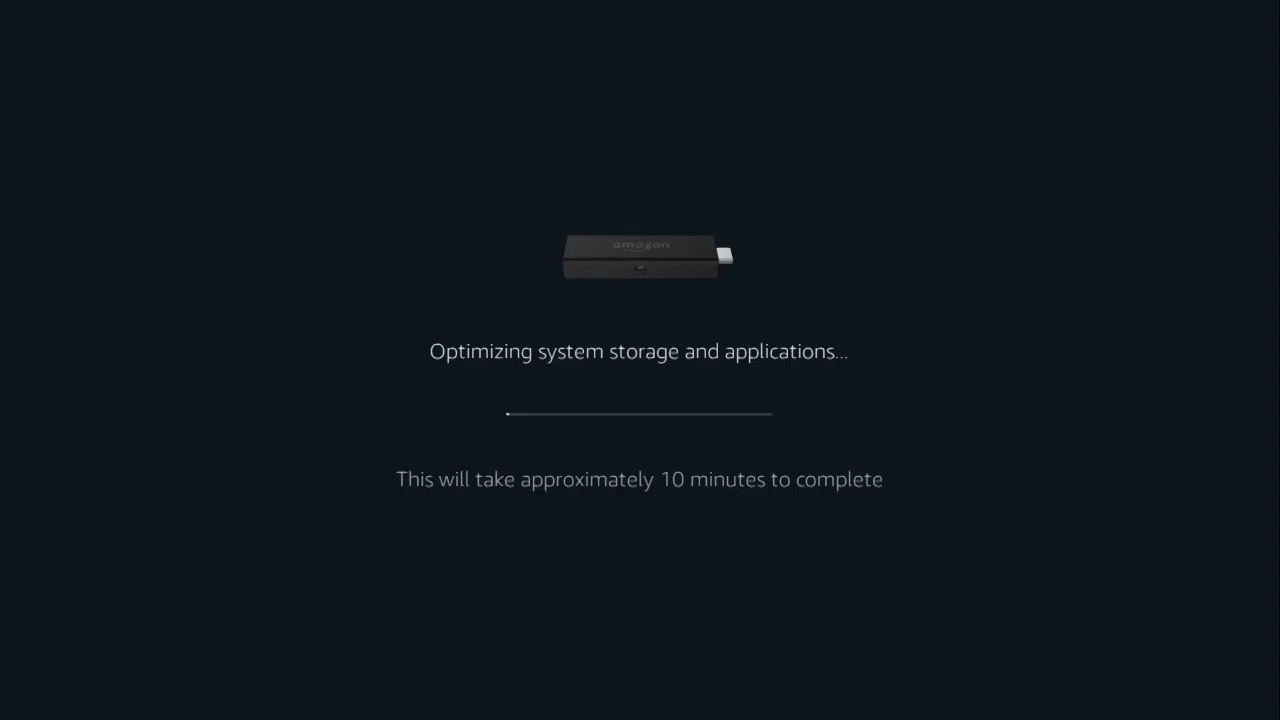 amazon
Optimizing system storage and applications...
This will take approximately 10 minutes to complete